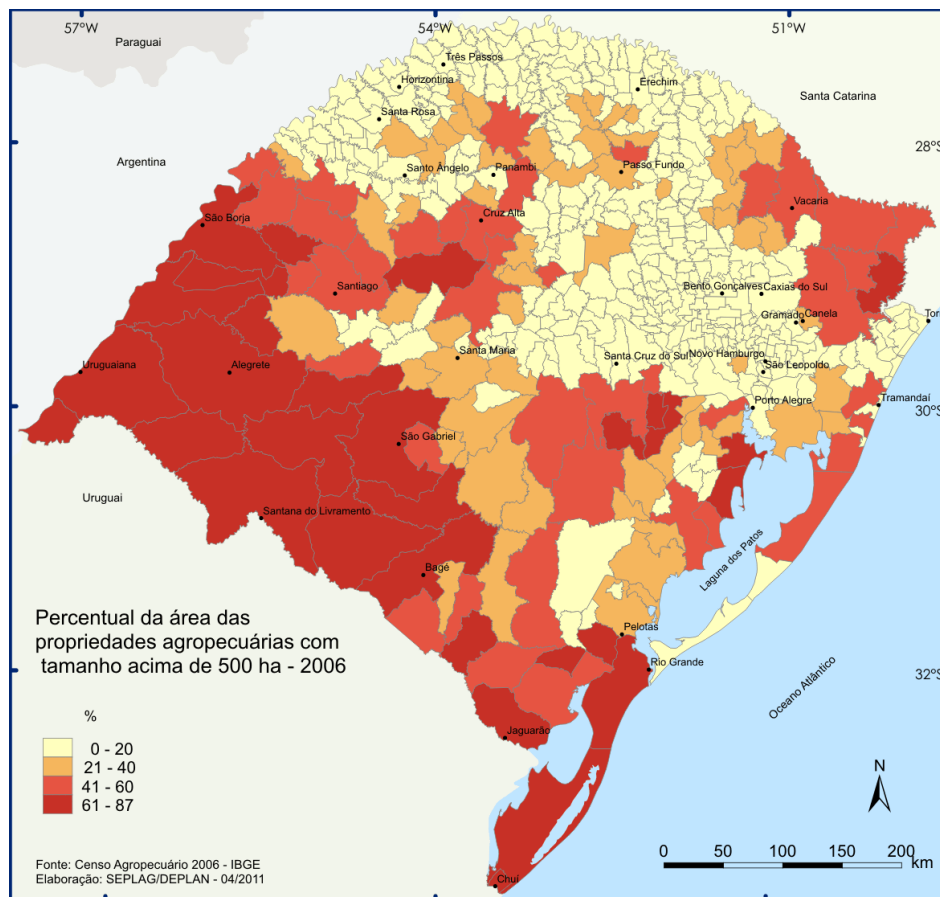 57°W
54°W
51°W
Paraguai
Três Passos
Horizontina
Erechim
Santa Catarina
Santa Rosa
28°S
Argentina
Santo Ângelo
Panambi
Passo Fundo
Vacaria
São Borja
Cruz Alta
Santiago
Bento Gonçalves
Caxias do Sul
Gramado
Canela
Torr
Santa Maria
Santa Cruz do Sul
Novo Hamburgo
São Leopoldo
Uruguaiana
Alegrete
Porto Alegre
Tramandaí
30°S
São Gabriel
Uruguai
Santana do Livramento
Laguna dos Patos
Bagé
Percentual da área das
propriedades agropecuárias com
tamanho acima de 500 ha - 2006
Pelotas
Rio Grande
Oceano Atlântico
32°S
%
0 - 20
21 - 40
41 - 60
61 - 87
Jaguarão
N
Fonte: Censo Agropecuário 2006 - IBGE
Elaboração: SEPLAG/DEPLAN - 04/2011
0 50 100 150 200
km
Chuí